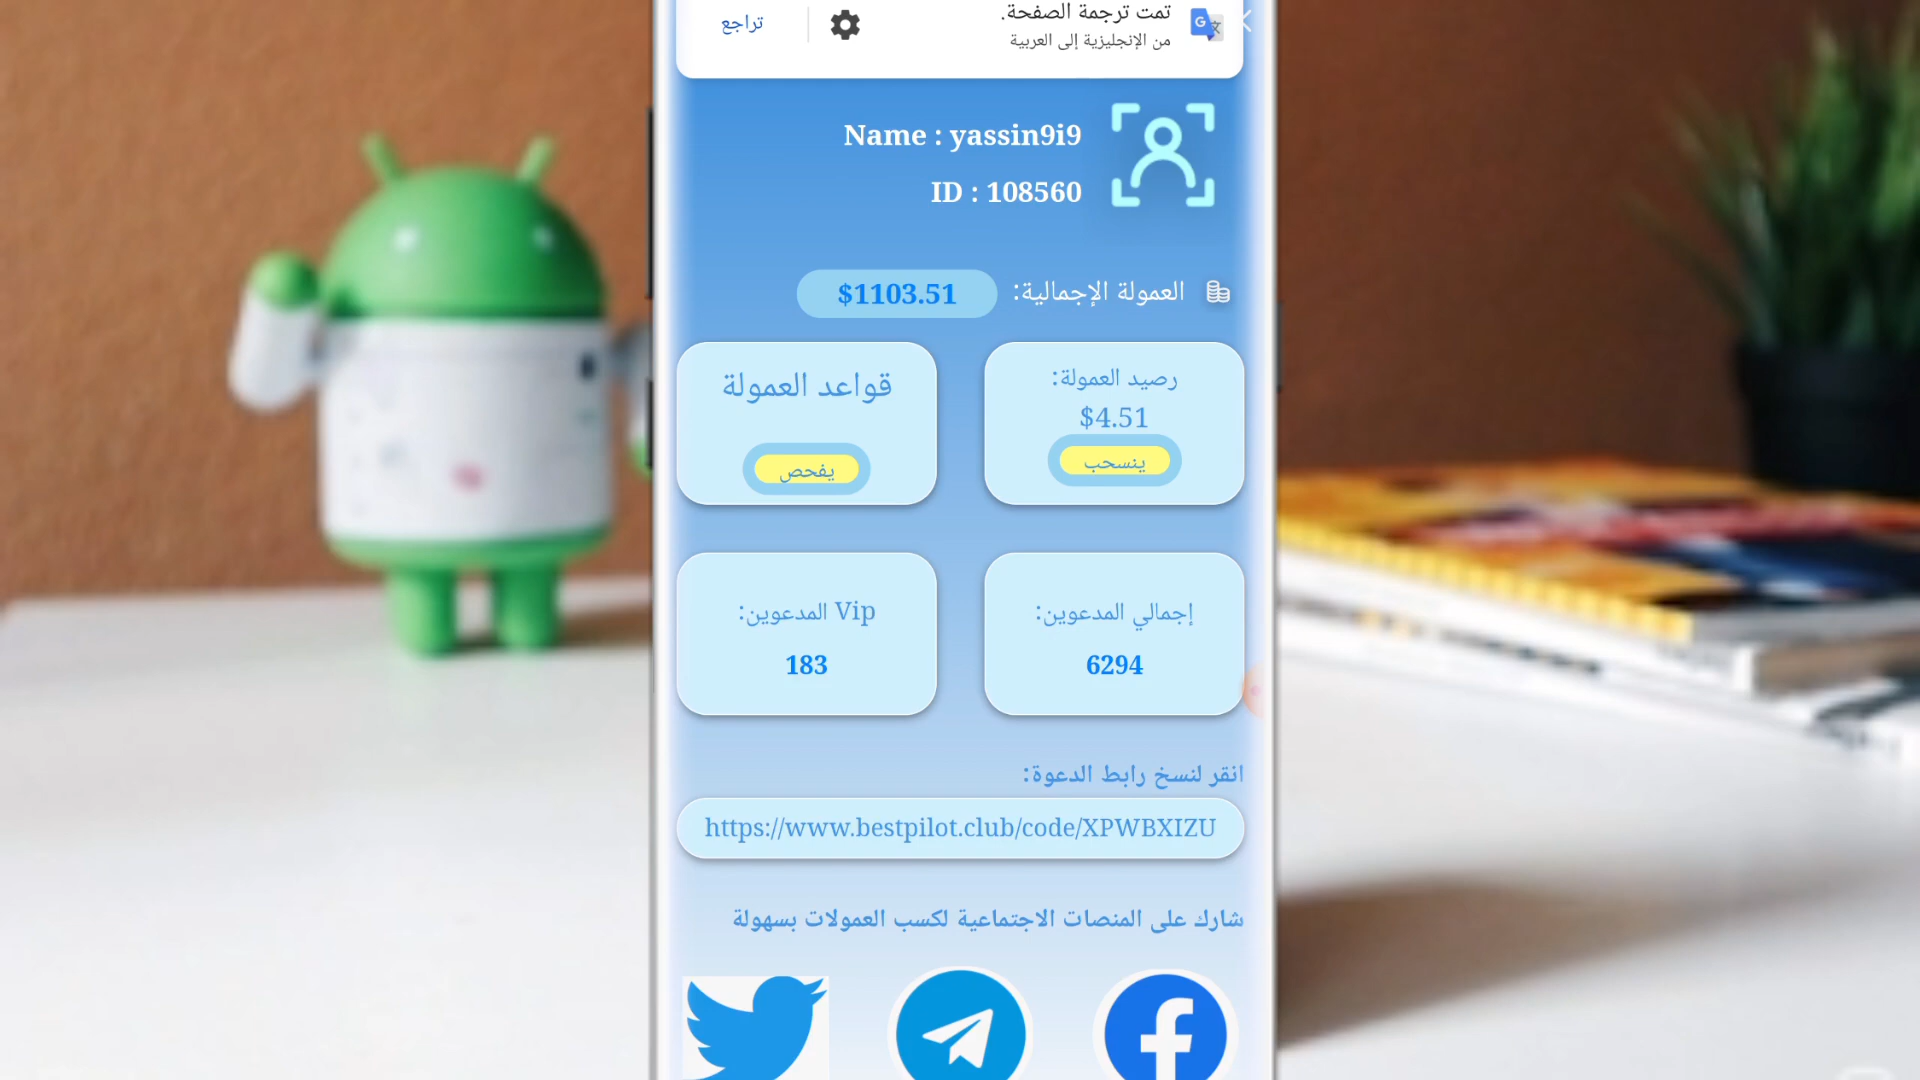 تمت ترجمة الصفحة.
من الإنجليزية إلى العربية
تراجع
Name : yassin9i9
ID : 108560
العمولة الإجمالية:
$1103.51
رصيد العمولة:
$4.51
ينسحب
قواعد العمولة
يفحص
إجمالي المدعوين:
6294
Vip المدعوين:
183
انقر لنسخ رابط الدعوة:
https://www.bestpilot.club/code/XPWBXIZU
شارك على المنصات الاجتماعية لكسب العمولات بسهولة